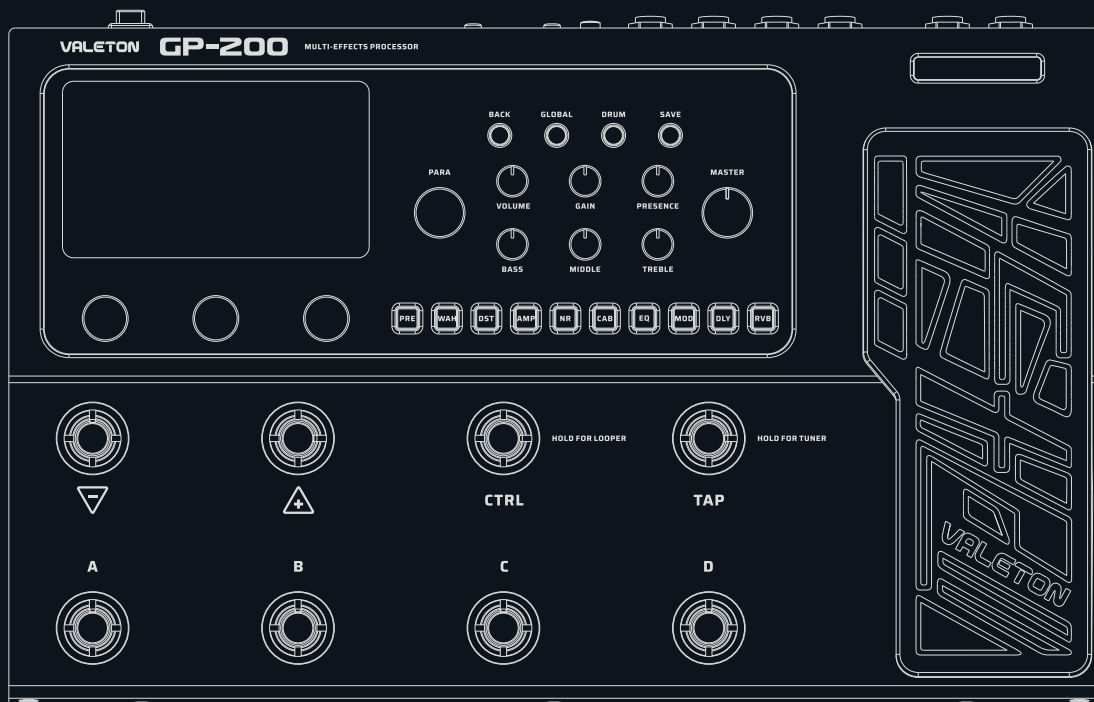 VALETON GP-200 MULTI-EFFECTS PROCESSOR
BACK GLOBAL DRUM SAVE
PARA MASTER
VOLUME GAIN PRESENCE
BASS MIDDLE TREBLE
PRE WAH DST AMP NR CAB EQ MOD DLY RVB
HOLD FOR LOOPER HOLD FOR TUNER
- + CTRL TAP
A B C D
VALETON